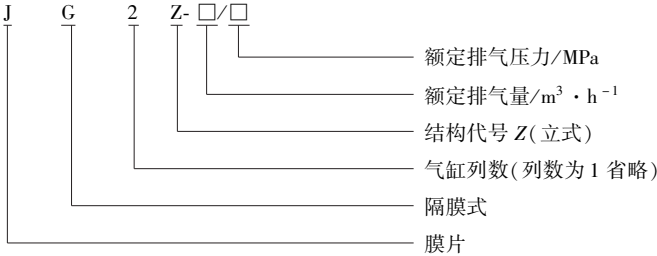 J G 2 Z-□/□
额定排气压力/MPa
额定排气量/m³·h⁻¹
结构代号 Z(立式)
气缸列数(列数为1省略)
隔膜式
膜片